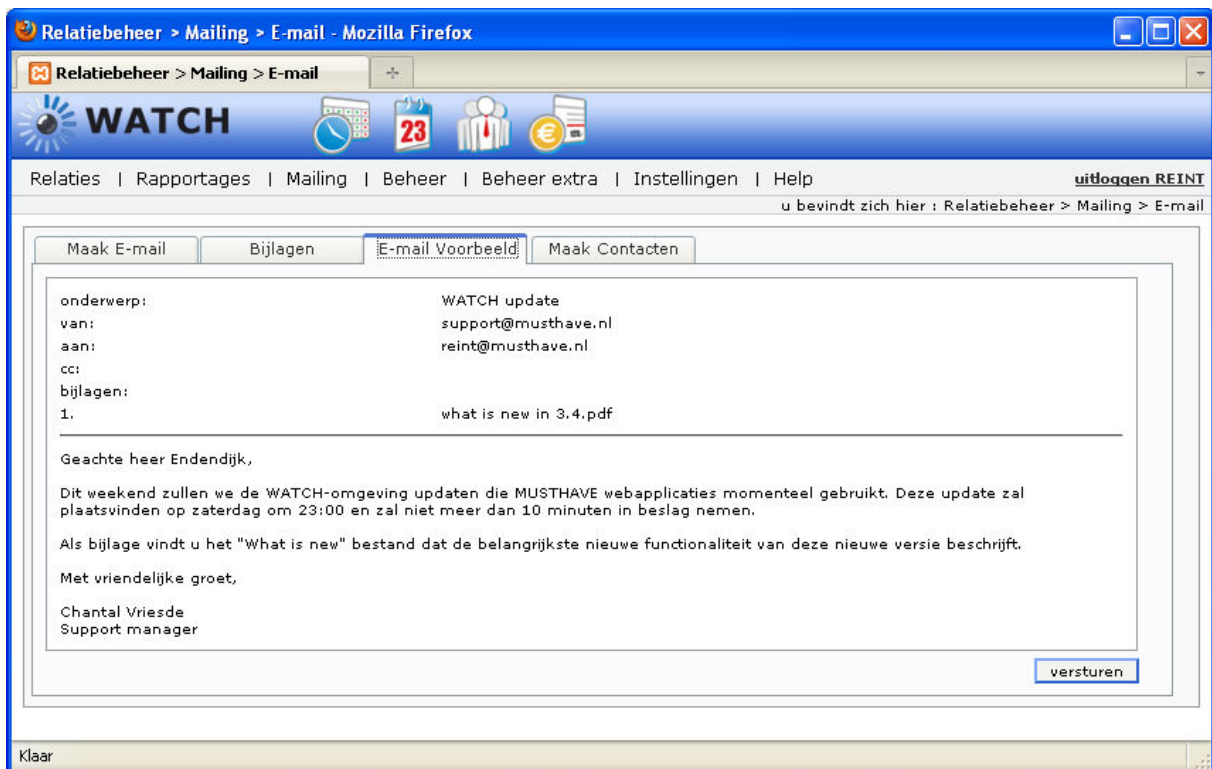 Relatiebeheer > Mailing > E-mail - Mozilla Firefox
Relatiebeheer > Mailing > E-mail
WATCH
23
€
Relaties | Rapportages | Mailing | Beheer | Beheer extra | Instellingen | Help uitloggen REINT
u bevindt zich hier : Relatiebeheer > Mailing > E-mail
Maak E-mail Bijlagen E-mail Voorbeeld Maak Contacten
onderwerp: WATCH update
van: support@musthave.nl
aan: reint@musthave.nl
cc:
bijlagen:
1. what is new in 3.4.pdf
Geachte heer Endendijk,
Dit weekend zullen we de WATCH-omgeving updaten die MUSTHAVE webapplicaties momenteel gebruikt. Deze update zal
plaatsvinden op zaterdag om 23:00 en zal niet meer dan 10 minuten in beslag nemen.
Als bijlage vindt u het "What is new" bestand dat de belangrijkste nieuwe functionaliteit van deze nieuwe versie beschrijft.
Met vriendelijke groet,
Chantal Vriesde
Support manager
versturen
Klaar